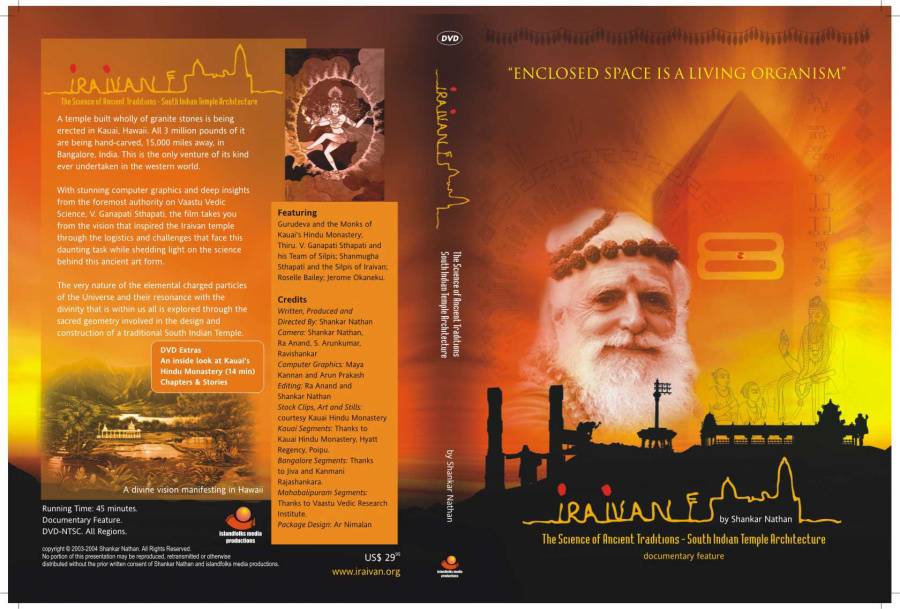 IRAIVAN
The Science of Ancient Traditions - South Indian Temple Architecture
A temple built wholly of granite stones is being
erected in Kauai, Hawaii. All 3 million pounds of it
are being hand-carved, 15,000 miles away, in
Bangalore, India. This is the only venture of its kind
ever undertaken in the western world.
With stunning computer graphics and deep insights
from the foremost authority on Vaastu Vedic
Science, V. Ganapati Sthapati, the film takes you
from the vision that inspired the Iraivan temple
through the logistics and challenges that face this
daunting task while shedding light on the science
behind this ancient art form.
The very nature of the elemental charged particles
of the Universe and their resonance with the
divinity that is within us all is explored through the
sacred geometry involved in the design and
construction of a traditional South Indian Temple.
DVD Extras
An inside look at Kauai's
Hindu Monastery (14 min)
Chapters & Stories
A divine vision manifesting in Hawaii
Running Time: 45 minutes.
Documentary Feature.
DVD-NTSC. All Regions.
islandfolks media
productions
copyright © 2003-2004 Shankar Nathan. All Rights Reserved.
No portion of this presentation may be reproduced, retransmitted or otherwise
distributed without the prior written consent of Shankar Nathan and islandfolks media productions.
Featuring
Gurudeva and the Monks of
Kauai's Hindu Monastery;
Thiru. V. Ganapati Sthapati and
his Team of Silpis; Shanmugha
Sthapati and the Silpis of Iraivan;
Roselle Bailey; Jerome Okaneku.
Credits
Written, Produced and
Directed By: Shankar Nathan
Camera: Shankar Nathan,
Ra Anand, S. Arunkumar,
Ravishankar
Computer Graphics: Maya
Kannan and Arun Prakash
Editing: Ra Anand and
Shankar Nathan
Stock Clips, Art and Stills:
courtesy Kauai Hindu Monastery
Kauai Segments: Thanks to
Kauai Hindu Monastery, Hyatt
Regency, Poipu.
Bangalore Segments: Thanks
to Jiva and Kanmani
Rajashankara.
Mahabalipuram Segments:
Thanks to Vaastu Vedic Research
Institute.
Package Design: Ar Nimalan
US$ 29⁹⁵
www.iraivan.org
DVD
IRAIVAN
The Science of Ancient Traditions
South Indian Temple Architecture
by Shankar Nathan
islandfolks media
productions
"ENCLOSED SPACE IS A LIVING ORGANISM"
IRAIVAN
by Shankar Nathan
The Science of Ancient Traditions - South Indian Temple Architecture
documentary feature